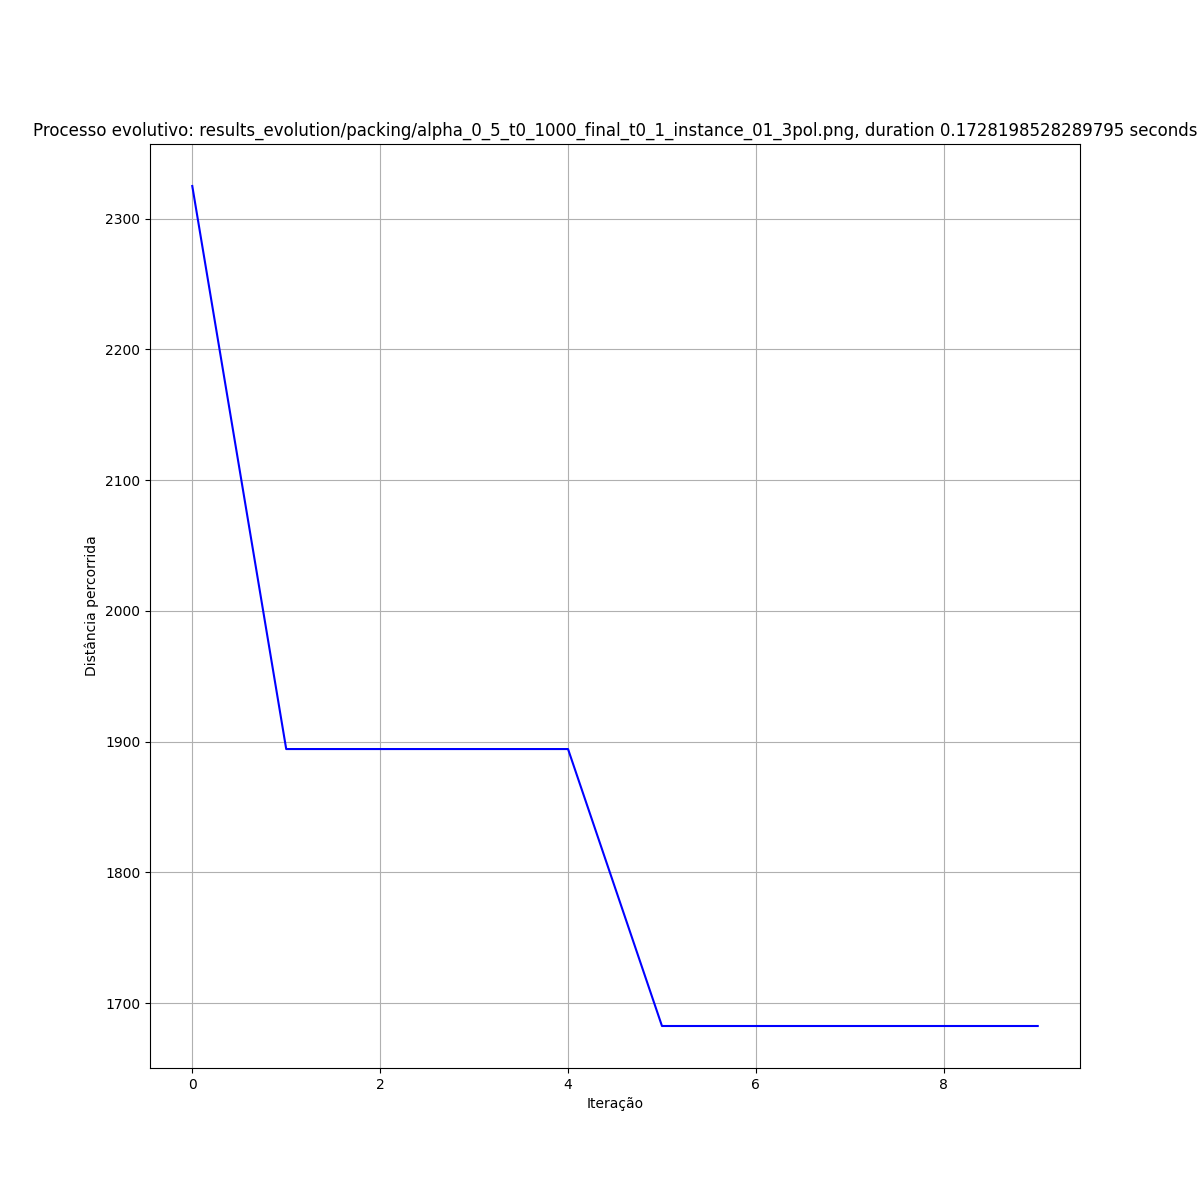 Processo evolutivo: results_evolution/packing/alpha_0_5_t0_1000_final_t0_1_instance_01_3pol.png, duration 0.1728198528289795 seconds
2300
2200
2100
2000
1900
1800
1700
Distância percorrida
0 2 4 6 8
Iteração